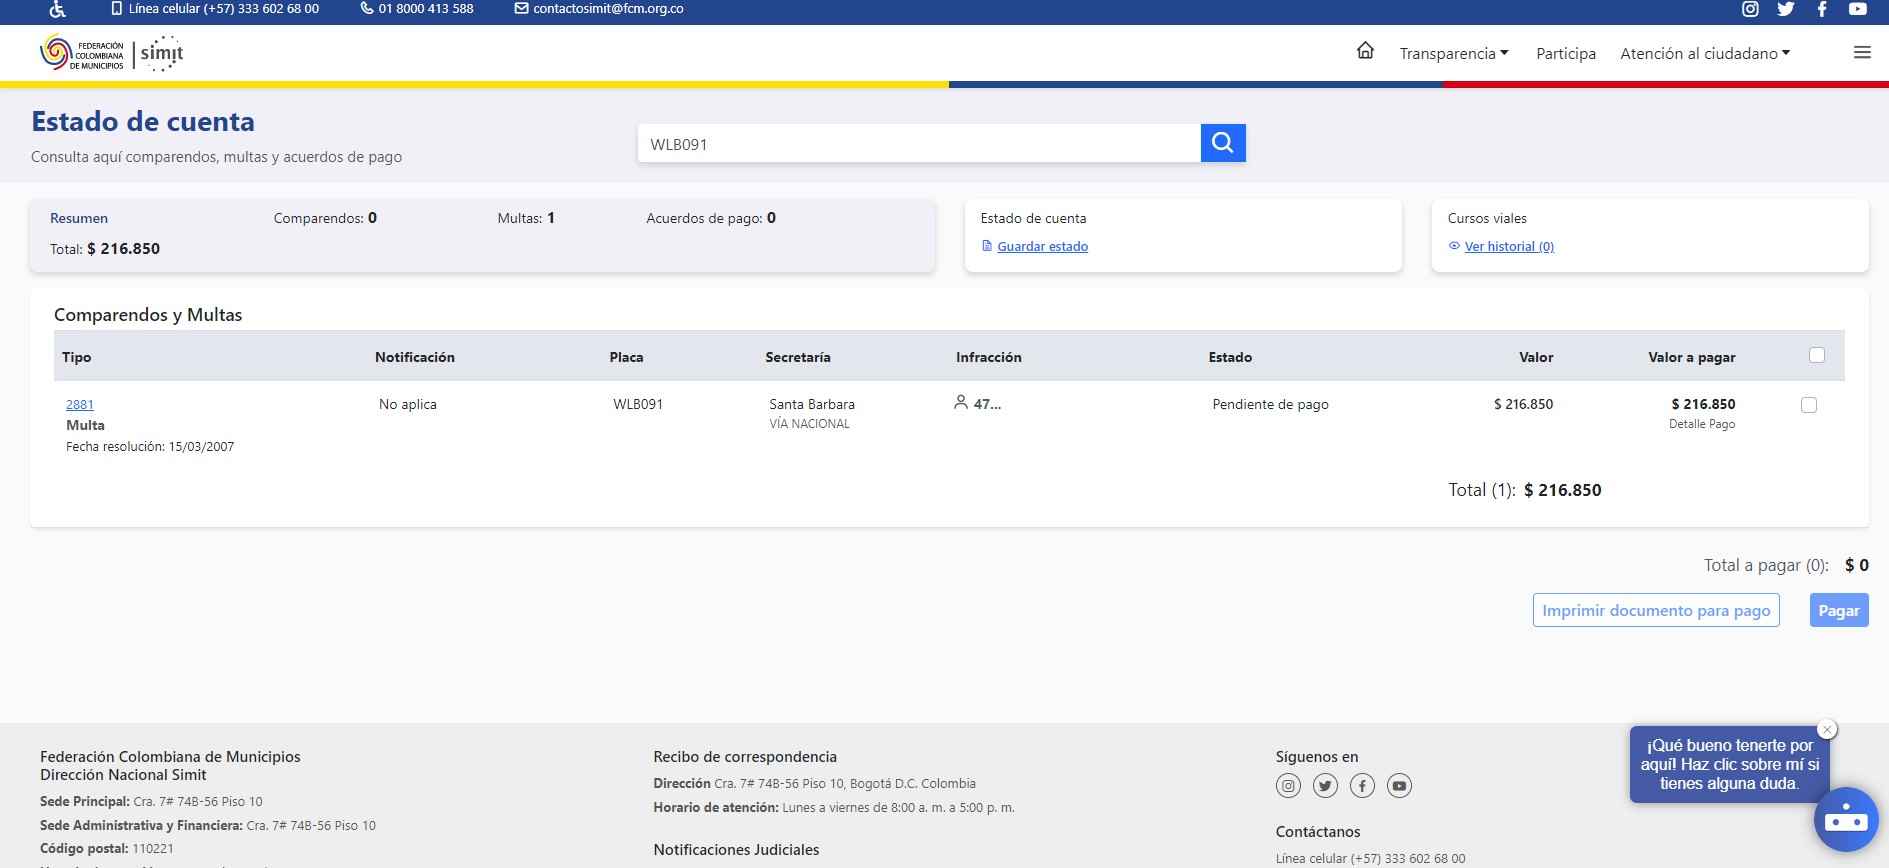 Línea celular (+57) 333 602 68 00 01 8000 413 588 contactosimit@fcm.org.co
FEDERACIÓN
COLOMBIANA
DE MUNICIPIOS
simit
Transparencia Participa Atención al ciudadano
Estado de cuenta
Consulta aquí comparendos, multas y acuerdos de pago
WLB091
Resumen Comparendos: 0 Multas: 1 Acuerdos de pago: 0
Total: $ 216.850
Estado de cuenta
Guardar estado
Cursos viales
Ver historial (0)
Comparendos y Multas
Tipo Notificación Placa Secretaría Infracción Estado Valor Valor a pagar
2881 No aplica WLB091 Santa Barbara 47... Pendiente de pago $ 216.850 $ 216.850
Multa VÍA NACIONAL Detalle Pago
Fecha resolución: 15/03/2007
Total (1): $ 216.850
Total a pagar (0): $ 0
Imprimir documento para pago Pagar
Federación Colombiana de Municipios
Dirección Nacional Simit
Sede Principal: Cra. 7# 74B-56 Piso 10
Sede Administrativa y Financiera: Cra. 7# 74B-56 Piso 10
Código postal: 110221
Recibo de correspondencia
Dirección Cra. 7# 74B-56 Piso 10, Bogotá D.C. Colombia
Horario de atención: Lunes a viernes de 8:00 a. m. a 5:00 p. m.
Notificaciones Judiciales
Síguenos en
Contáctanos
Línea celular (+57) 333 602 68 00
¡Qué bueno tenerte por
aquí! Haz clic sobre mí si
tienes alguna duda.